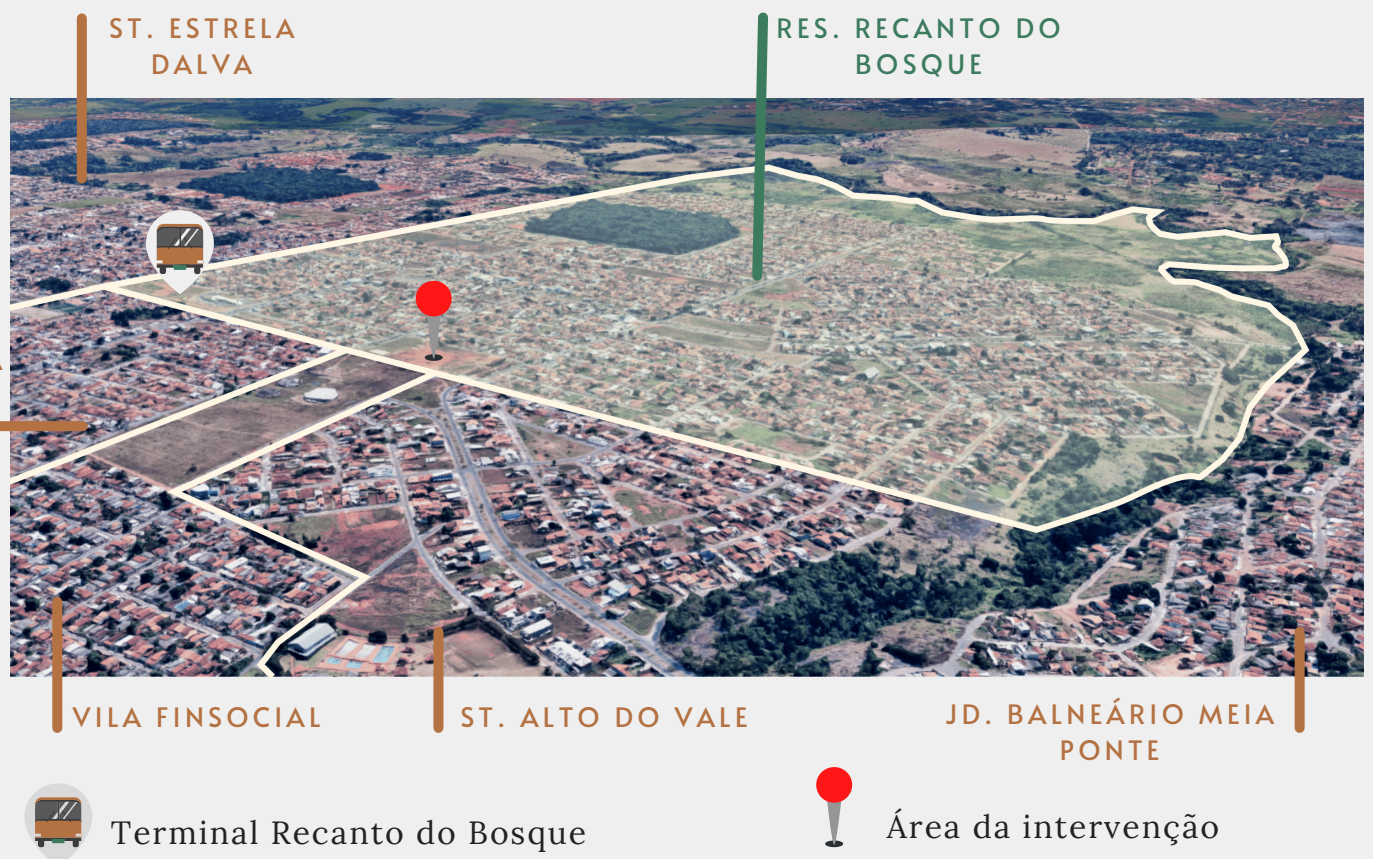 ST. ESTRELA
DALVA
RES. RECANTO DO
BOSQUE
VILA FINSOCIAL
ST. ALTO DO VALE
JD. BALNEÁRIO MEIA
PONTE
Terminal Recanto do Bosque
Área da intervenção